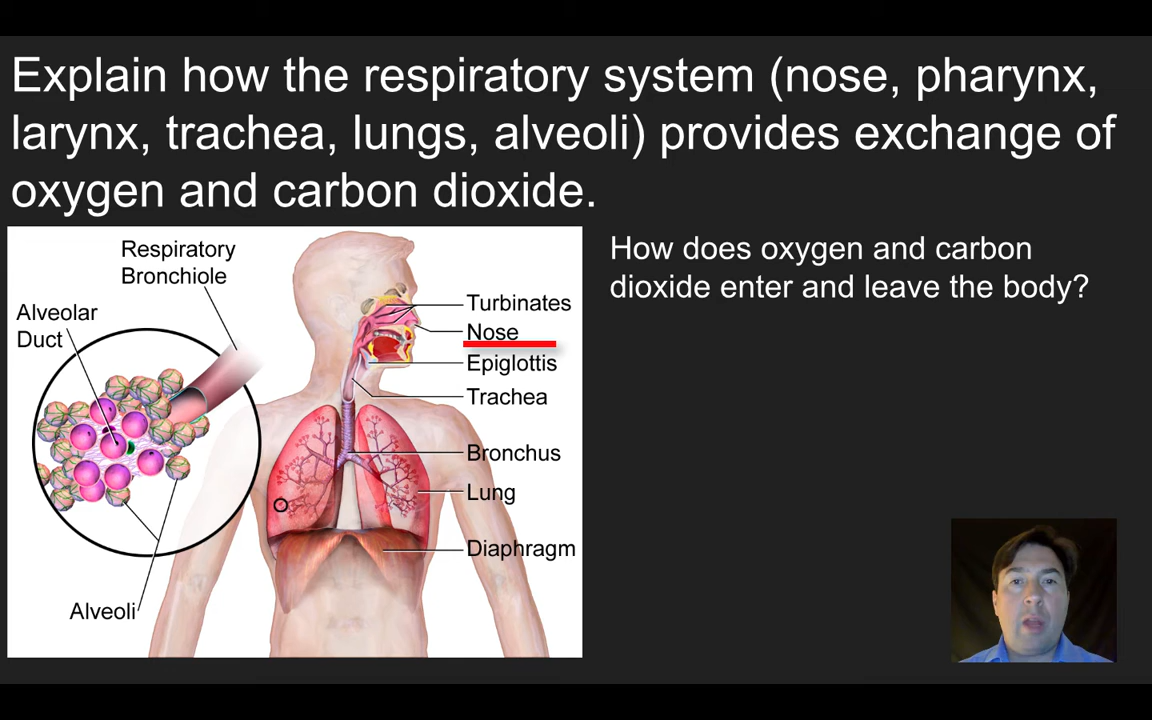 Explain how the respiratory system (nose, pharynx,
larynx, trachea, lungs, alveoli) provides exchange of
oxygen and carbon dioxide.
Respiratory
Bronchiole
Alveolar
Duct
Alveoli
Turbinates
Nose
Epiglottis
Trachea
Bronchus
Lung
Diaphragm
How does oxygen and carbon
dioxide enter and leave the body?